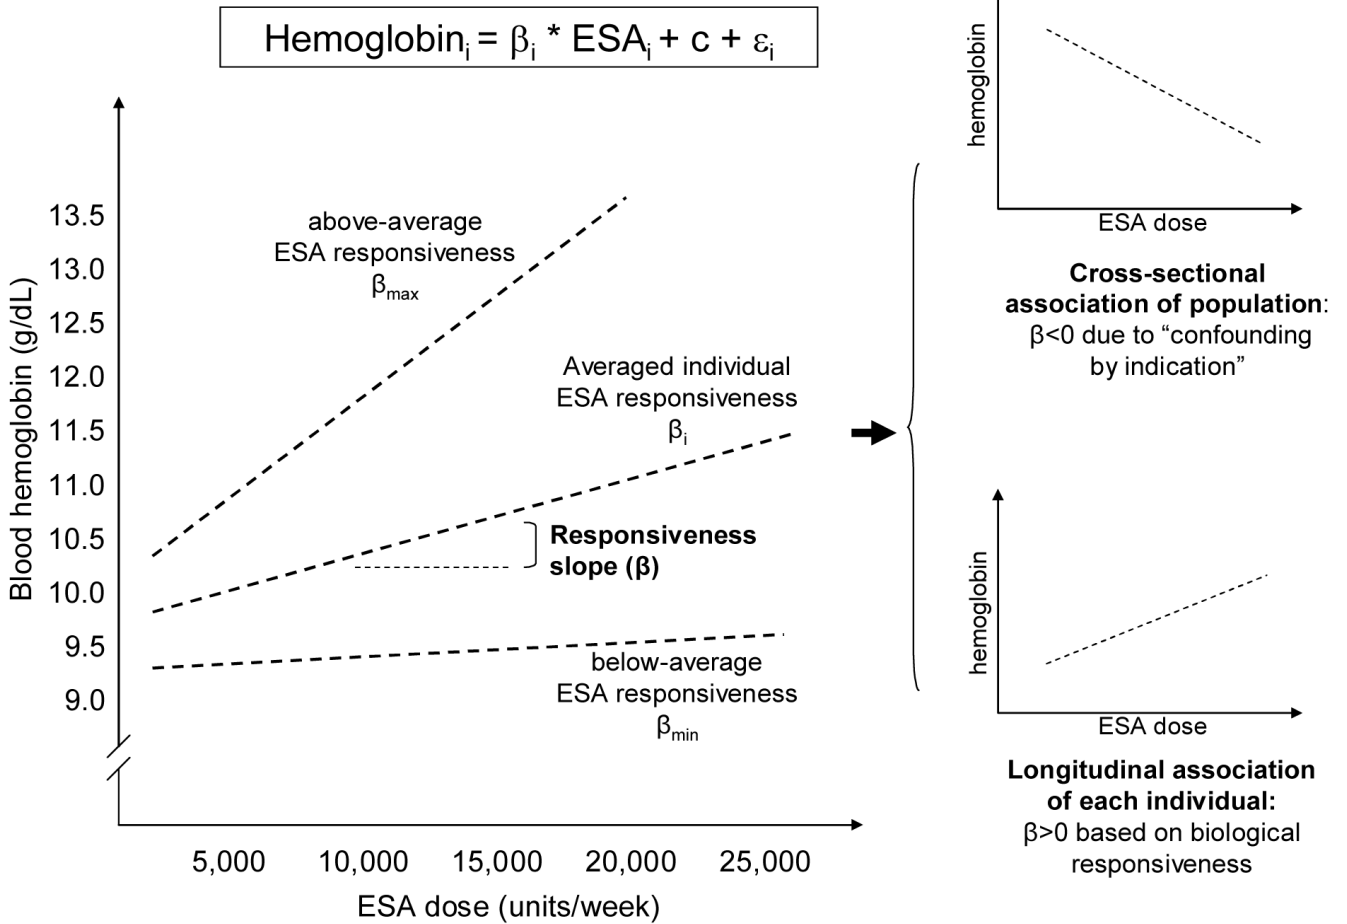 Hemoglobinᵢ = βᵢ * ESAᵢ + c + εᵢ
Blood hemoglobin (g/dL)
13.5
13.0
12.5
12.0
11.5
11.0
10.5
10.0
9.5
9.0
above-average
ESA responsiveness
βmax
Averaged individual
ESA responsiveness
βᵢ
Responsiveness
slope (β)
below-average
ESA responsiveness
βmin
5,000
10,000
15,000
20,000
25,000
ESA dose (units/week)
hemoglobin
ESA dose
Cross-sectional
association of population:
β<0 due to “confounding
by indication”
hemoglobin
ESA dose
Longitudinal association
of each individual:
β>0 based on biological
responsiveness